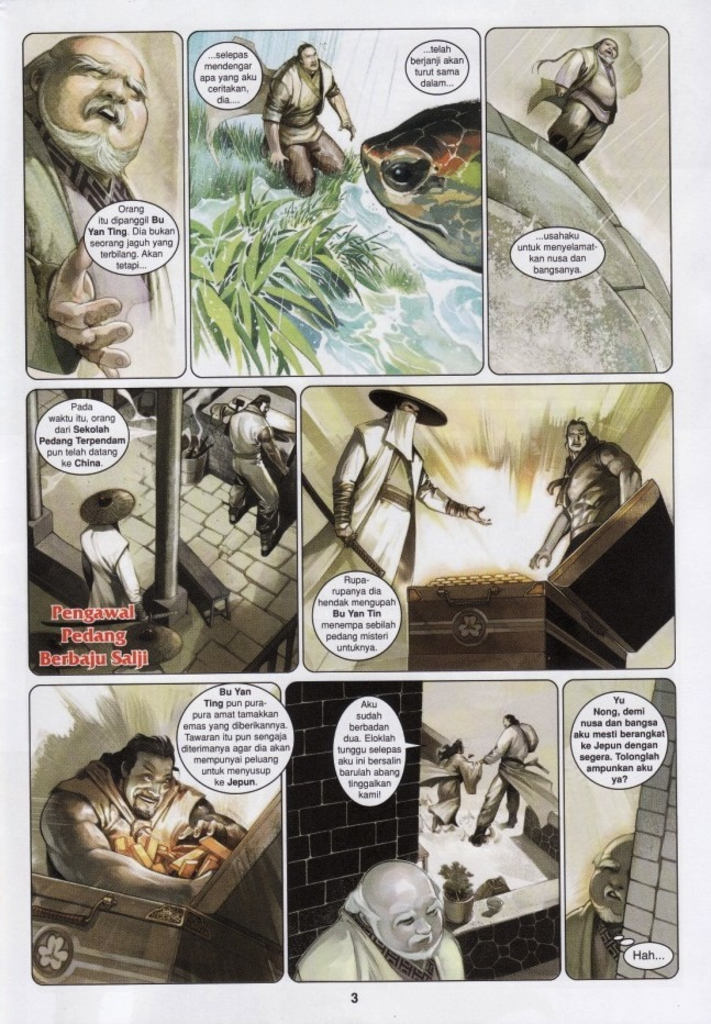 Orang
itu dipanggil Bu
Yan Ting. Dia bukan
seorang jaguh yang
terbilang. Akan
tetapi...
...selepas
mendengar
apa yang aku
ceritakan,
dia....
...telah
berjanji akan
turut sama
dalam...
...usahaku
untuk menyelamat-
kan nusa dan
bangsanya.
Pada
waktu itu, orang
dari Sekolah
Pedang Terpendam
pun telah datang
ke China.
Pengawal
Pedang
Berbaju Salji
Rupa-
rupanya dia
hendak mengupah
Bu Yan Tin
menempa sebilah
pedang misteri
untuknya.
Bu Yan
Ting pun pura-
pura amat tamakkan
emas yang diberikannya.
Tawaran itu pun sengaja
diterimanya agar dia akan
mempunyai peluang
untuk menyusup
ke Jepun.
Aku
sudah
berbadan
dua. Eloklah
tunggu selepas
aku ini bersalin
barulah abang
tinggalkan
kami!
Yu
Nong, demi
nusa dan bangsa
aku mesti berangkat
ke Jepun dengan
segera. Tolonglah
ampunkan aku
ya?
Hah...
3